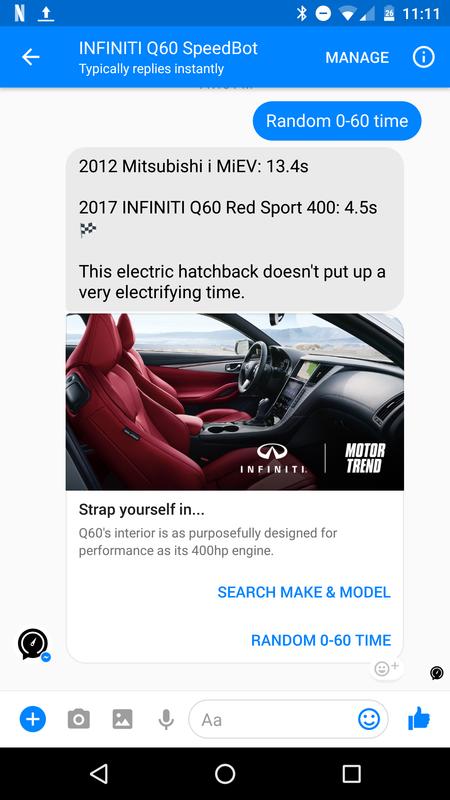 N
26
11:11
INFINITI Q60 SpeedBot
Typically replies instantly
MANAGE
Random 0-60 time
2012 Mitsubishi i MiEV: 13.4s
2017 INFINITI Q60 Red Sport 400: 4.5s
🏁
This electric hatchback doesn't put up a
very electrifying time.
INFINITI
MOTOR
TREND
Strap yourself in...
Q60's interior is as purposefully designed for
performance as its 400hp engine.
SEARCH MAKE & MODEL
RANDOM 0-60 TIME
Aa